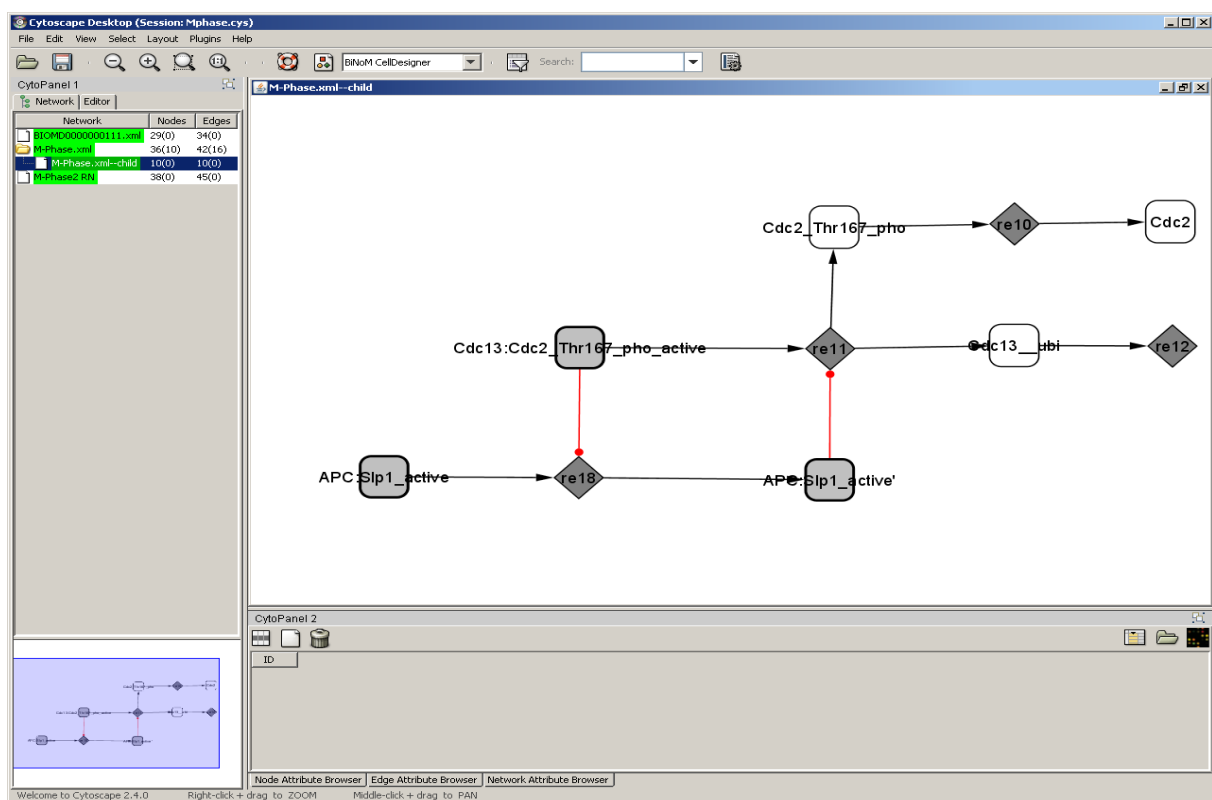 Cytoscape Desktop (Session: Mphase.cys)
File Edit View Select Layout Plugins Help
BiNoM CellDesigner Search:
CytoPanel 1
Network Editor
Network Nodes Edges
BIOMD0000000111.xml 29(0) 34(0)
M-Phase.xml 36(10) 42(16)
M-Phase.xml--child 10(0) 10(0)
M-Phase2 RN 38(0) 45(0)
M-Phase.xml--child
Cdc2_Thr167_pho re10 Cdc2
Cdc13:Cdc2_Thr167_pho_active re11 Cdc13__ubi re12
APC:Slp1_active re18 APC:Slp1_active'
CytoPanel 2
ID
Node Attribute Browser Edge Attribute Browser Network Attribute Browser
Welcome to Cytoscape 2.4.0 Right-click + drag to ZOOM Middle-click + drag to PAN